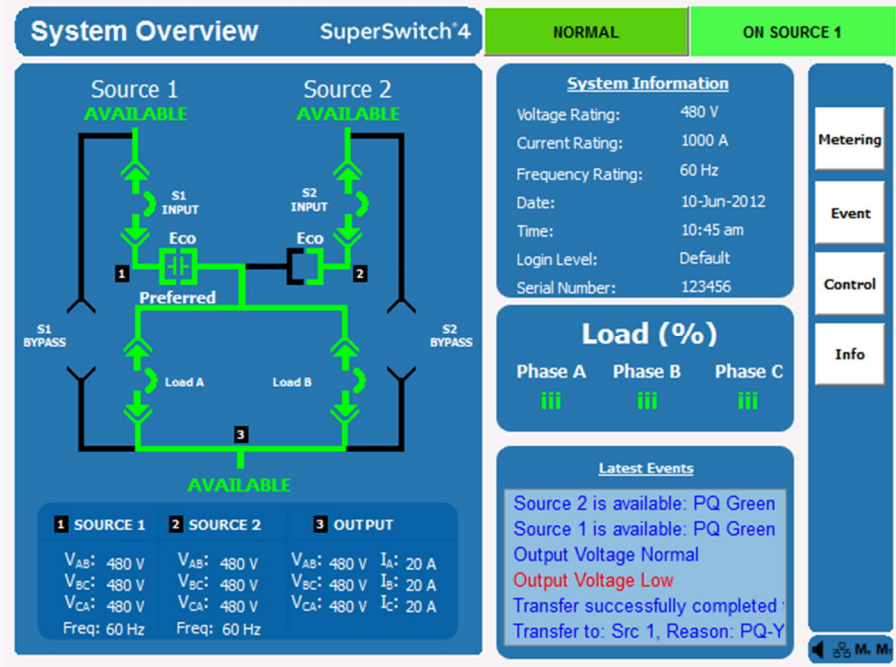 System Overview SuperSwitch®4
NORMAL
ON SOURCE 1
Source 1
AVAILABLE
Source 2
AVAILABLE
S1
INPUT
S2
INPUT
Eco
Eco
1
2
Preferred
S1
BYPASS
S2
BYPASS
Load A
Load B
3
AVAILABLE
1 SOURCE 1
VAB: 480 V
VBC: 480 V
VCA: 480 V
Freq: 60 Hz
2 SOURCE 2
VAB: 480 V
VBC: 480 V
VCA: 480 V
Freq: 60 Hz
3 OUTPUT
VAB: 480 V IA: 20 A
VBC: 480 V IB: 20 A
VCA: 480 V IC: 20 A
System Information
Voltage Rating: 480 V
Current Rating: 1000 A
Frequency Rating: 60 Hz
Date: 10-Jun-2012
Time: 10:45 am
Login Level: Default
Serial Number: 123456
Load (%)
Phase A Phase B Phase C
iii iii iii
Latest Events
Source 2 is available: PQ Green
Source 1 is available: PQ Green
Output Voltage Normal
Output Voltage Low
Transfer successfully completed
Transfer to: Src 1, Reason: PQ-Y
Metering
Event
Control
Info
M. M